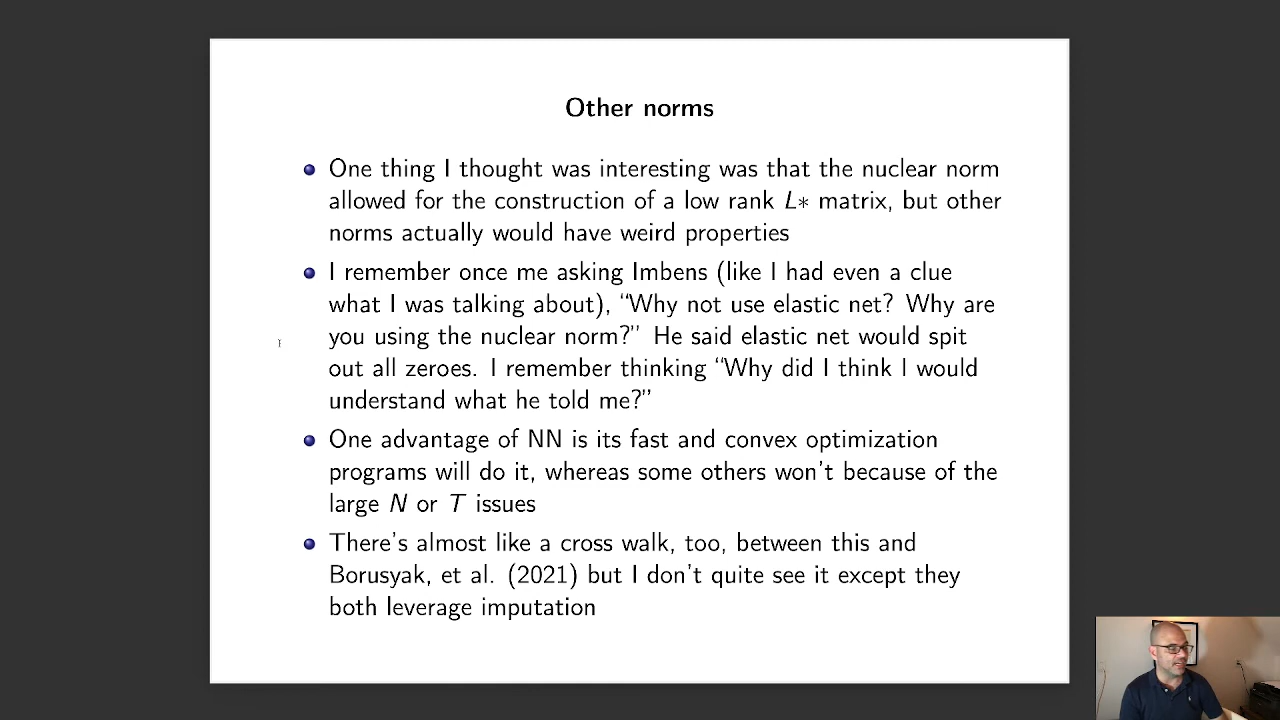 Other norms
One thing I thought was interesting was that the nuclear norm
allowed for the construction of a low rank L∗ matrix, but other
norms actually would have weird properties
I remember once me asking Imbens (like I had even a clue
what I was talking about), “Why not use elastic net? Why are
you using the nuclear norm?” He said elastic net would spit
out all zeroes. I remember thinking “Why did I think I would
understand what he told me?”
One advantage of NN is its fast and convex optimization
programs will do it, whereas some others won’t because of the
large N or T issues
There’s almost like a cross walk, too, between this and
Borusyak, et al. (2021) but I don’t quite see it except they
both leverage imputation